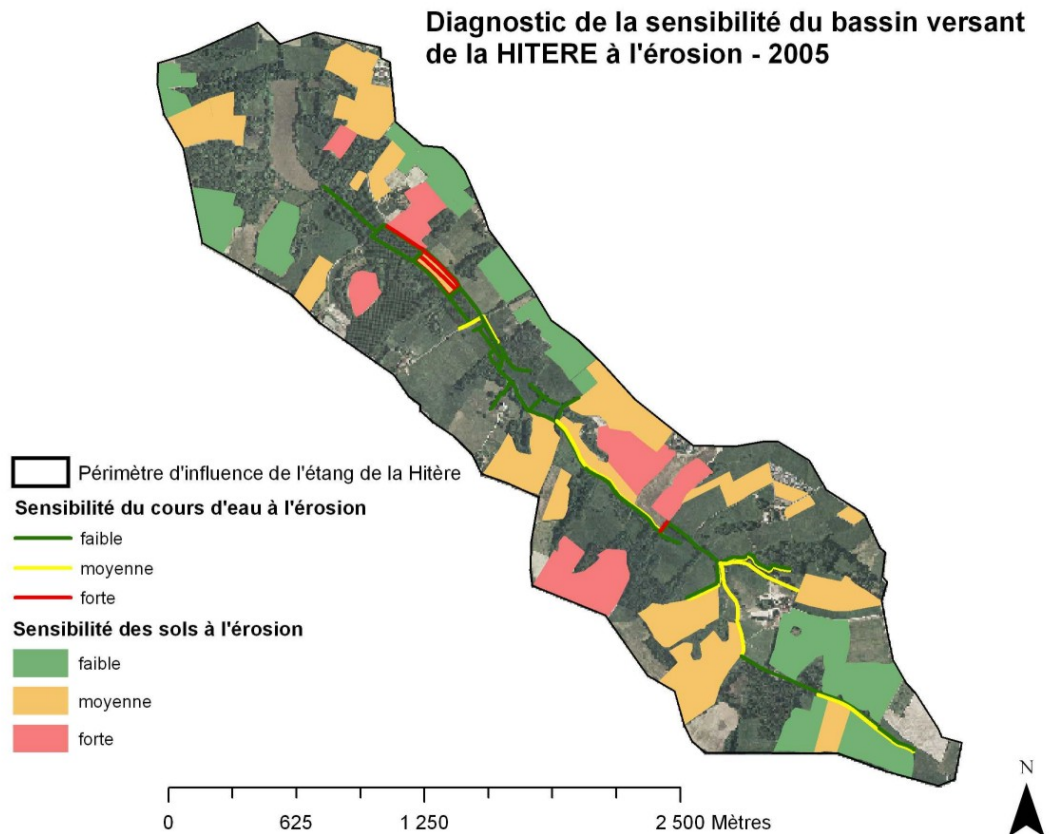 Diagnostic de la sensibilité du bassin versant
de la HITERE à l'érosion - 2005
Périmètre d'influence de l'étang de la Hitère
Sensibilité du cours d'eau à l'érosion
faible
moyenne
forte
Sensibilité des sols à l'érosion
faible
moyenne
forte
0 625 1 250 2 500 Mètres
N